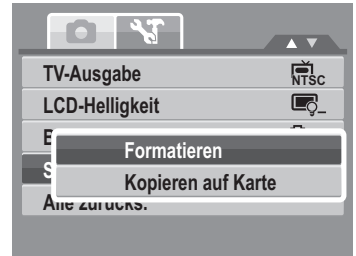 TV-Ausgabe
NTSC
LCD-Helligkeit
Formatieren
Kopieren auf Karte
Alle zurücks.